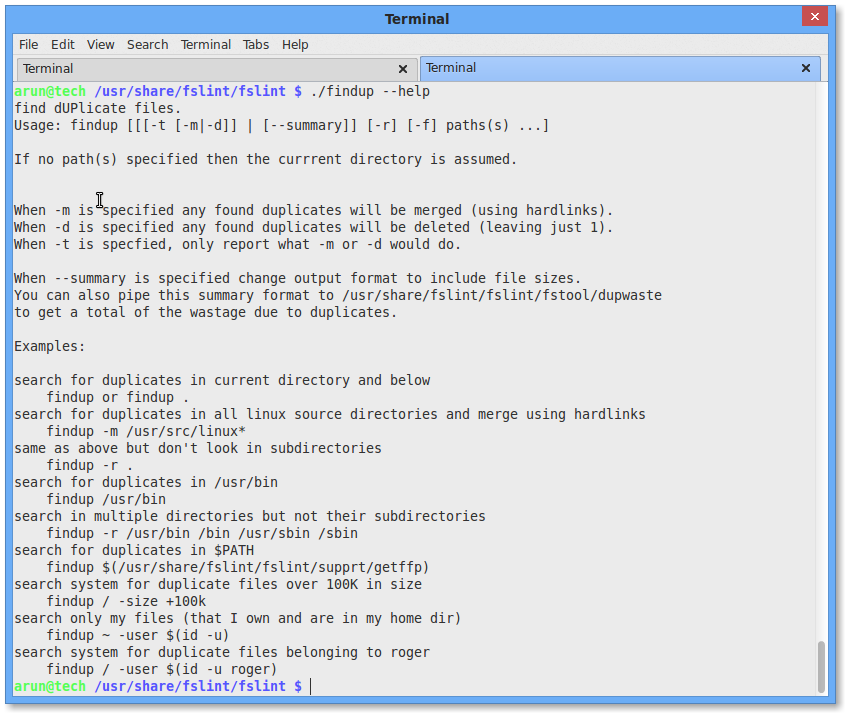 Terminal
File Edit View Search Terminal Tabs Help
Terminal Terminal
arun@tech /usr/share/fslint/fslint $ ./findup --help
find dUPlicate files.
Usage: findup [[[-t [-m|-d]] | [--summary]] [-r] [-f] paths(s) ...]
If no path(s) specified then the currrent directory is assumed.
When -m is specified any found duplicates will be merged (using hardlinks).
When -d is specified any found duplicates will be deleted (leaving just 1).
When -t is specfied, only report what -m or -d would do.
When --summary is specified change output format to include file sizes.
You can also pipe this summary format to /usr/share/fslint/fslint/fstool/dupwaste
to get a total of the wastage due to duplicates.
Examples:
search for duplicates in current directory and below
findup or findup .
search for duplicates in all linux source directories and merge using hardlinks
findup -m /usr/src/linux*
same as above but don't look in subdirectories
findup -r .
search for duplicates in /usr/bin
findup /usr/bin
search in multiple directories but not their subdirectories
findup -r /usr/bin /bin /usr/sbin /sbin
search for duplicates in $PATH
findup $(/usr/share/fslint/fslint/supprt/getffp)
search system for duplicate files over 100K in size
findup / -size +100k
search only my files (that I own and are in my home dir)
findup ~ -user $(id -u)
search system for duplicate files belonging to roger
findup / -user $(id -u roger)
arun@tech /usr/share/fslint/fslint $